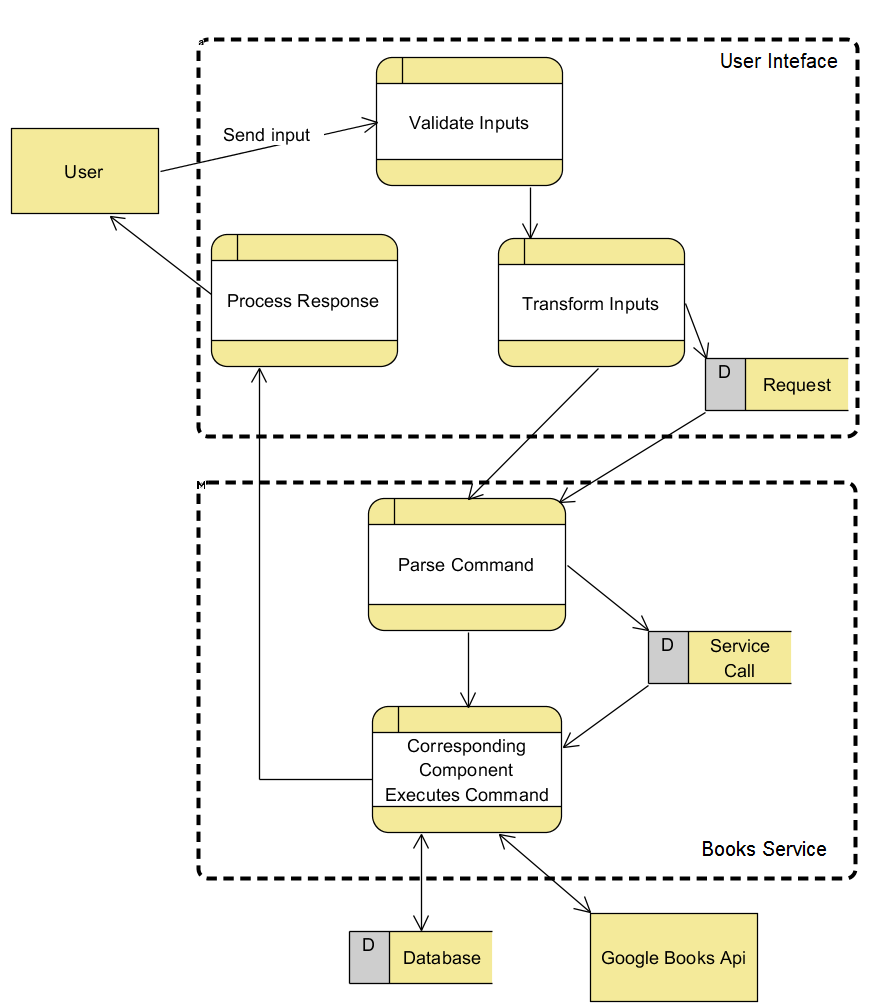 User Inteface
Validate Inputs
Send input
User
Process Response
Transform Inputs
D
Request
M
Parse Command
D
Service
Call
Corresponding
Component
Executes Command
Books Service
D
Database
Google Books Api